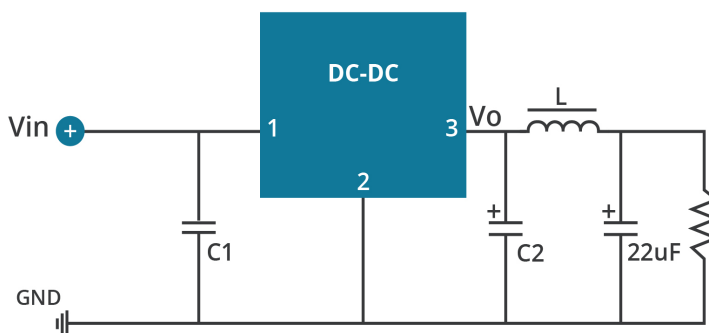 DC-DC
L
Vin
+
1
3
Vo
2
+
+
C1
C2
22uF
GND